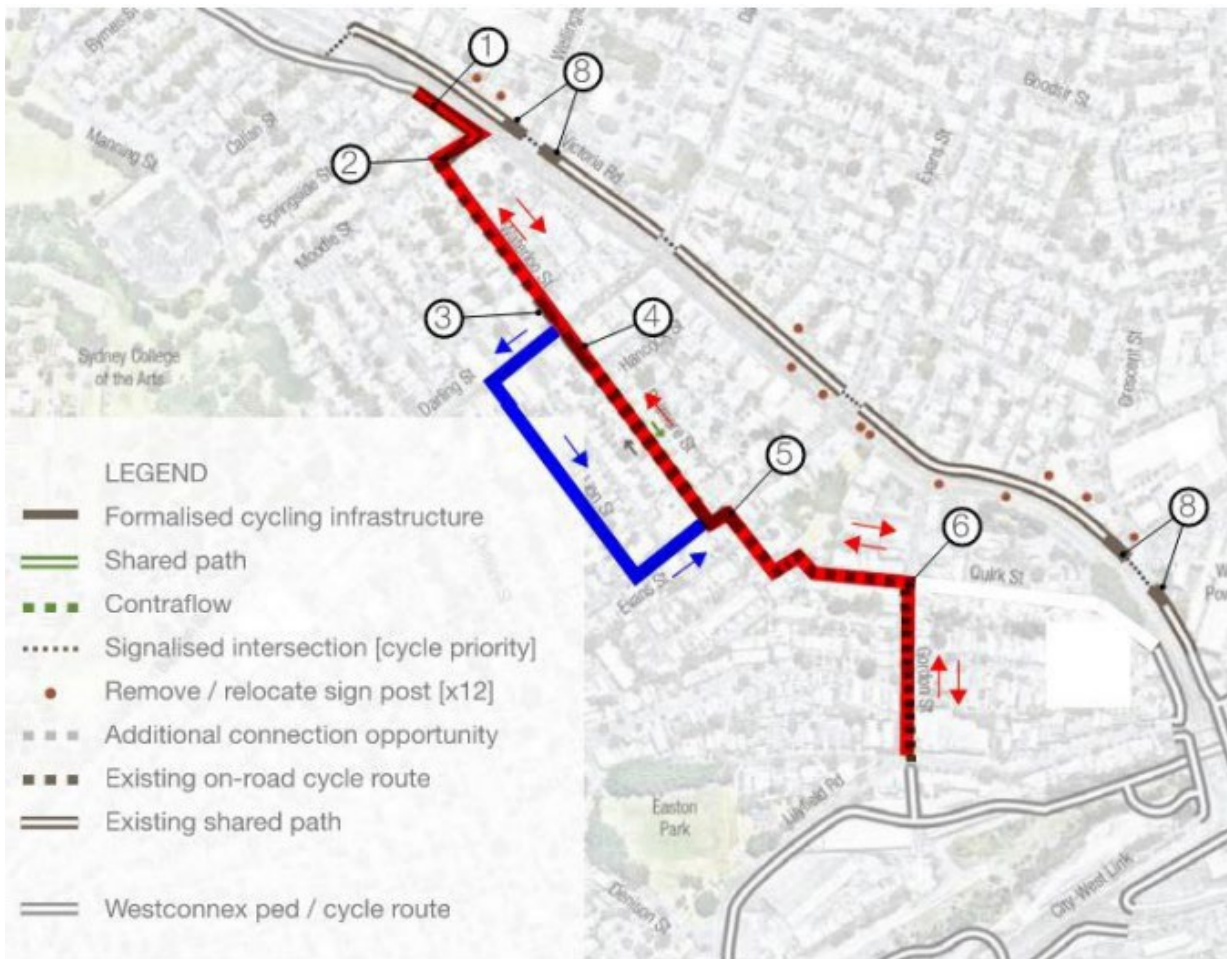 Byrnes St
1
8
Goodsir St
Callan St
Manning St
2
Victoria Rd
Evans St
Springside St
Moodie St
Waterloo St
3
4
Sydney College
of the Arts
Darling St
Crescent St
5
8
6
Quirk St
Evans St
Gordon St
LEGEND
Formalised cycling infrastructure
Shared path
Contraflow
Signalised intersection [cycle priority]
Remove / relocate sign post [x12]
Additional connection opportunity
Existing on-road cycle route
Existing shared path
Westconnex ped / cycle route
Easton
Park
Lilyfield Rd
Denison St
City-West Link